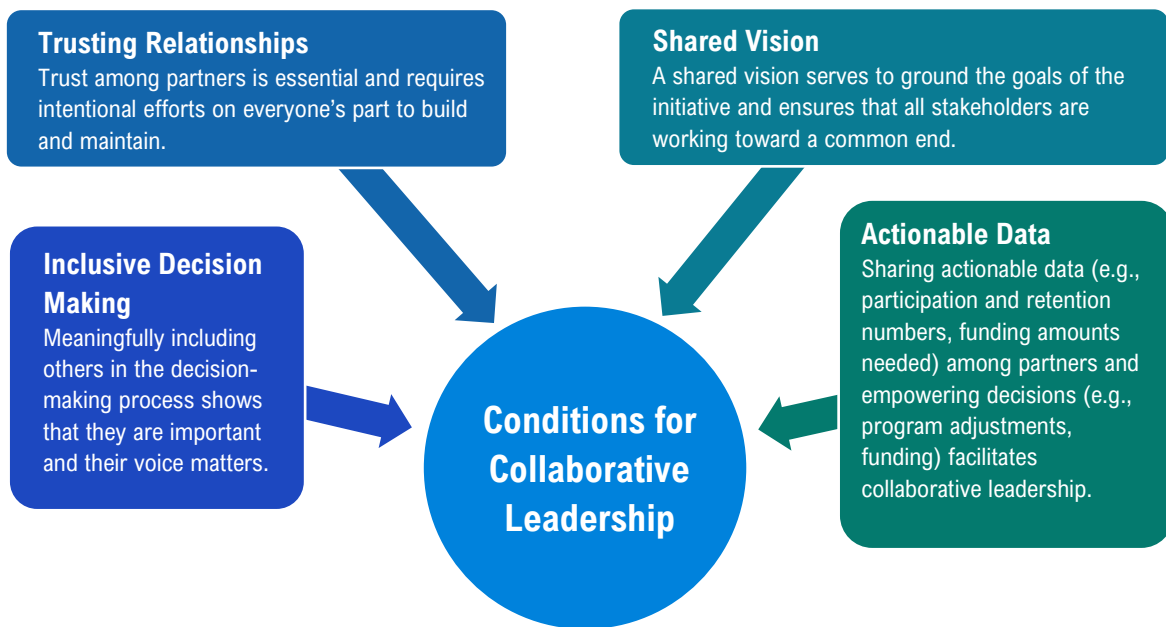 Trusting Relationships
Trust among partners is essential and requires
intentional efforts on everyone's part to build
and maintain.
Shared Vision
A shared vision serves to ground the goals of the
initiative and ensures that all stakeholders are
working toward a common end.
Inclusive Decision
Making
Meaningfully including
others in the decision-
making process shows
that they are important
and their voice matters.
Actionable Data
Sharing actionable data (e.g.,
participation and retention
numbers, funding amounts
needed) among partners and
empowering decisions (e.g.,
program adjustments,
funding) facilitates
collaborative leadership.
Conditions for
Collaborative
Leadership